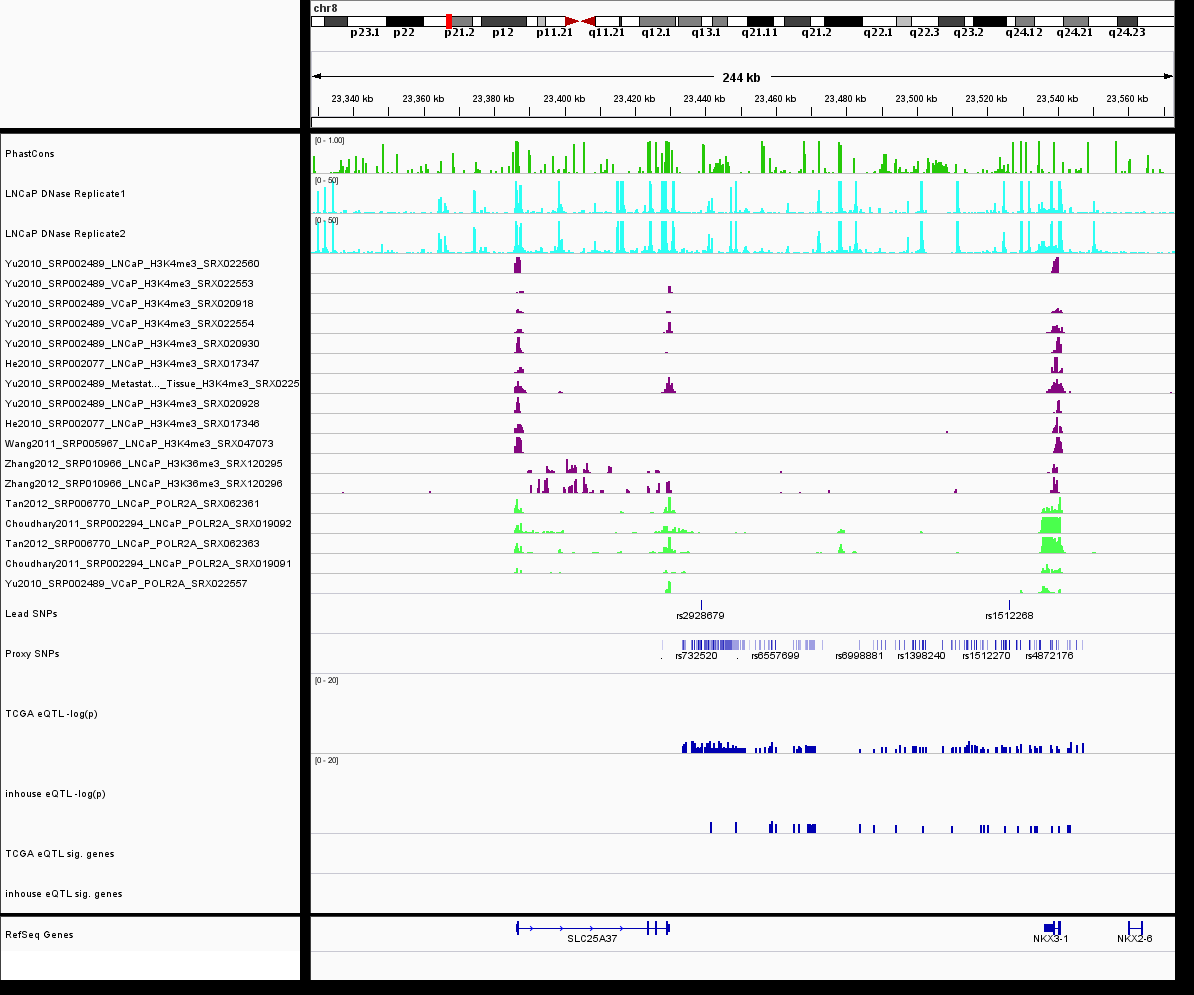 chr8
p23.1 p22 p21.2 p12 p11.21 q11.21 q12.1 q13.1 q21.11 q21.2 q22.1 q22.3 q23.2 q24.12 q24.21 q24.23
244 kb
23,340 kb 23,360 kb 23,380 kb 23,400 kb 23,420 kb 23,440 kb 23,460 kb 23,480 kb 23,500 kb 23,520 kb 23,540 kb 23,560 kb
[0 - 1.00]
PhastCons
[0 - 50]
LNCaP DNase Replicate1
[0 - 50]
LNCaP DNase Replicate2
Yu2010_SRP002489_LNCaP_H3K4me3_SRX022560
Yu2010_SRP002489_VCaP_H3K4me3_SRX022553
Yu2010_SRP002489_VCaP_H3K4me3_SRX020918
Yu2010_SRP002489_VCaP_H3K4me3_SRX022554
Yu2010_SRP002489_LNCaP_H3K4me3_SRX020930
He2010_SRP002077_LNCaP_H3K4me3_SRX017347
Yu2010_SRP002489_Metastat..._Tissue_H3K4me3_SRX0225
Yu2010_SRP002489_LNCaP_H3K4me3_SRX020928
He2010_SRP002077_LNCaP_H3K4me3_SRX017346
Wang2011_SRP005967_LNCaP_H3K4me3_SRX047073
Zhang2012_SRP010966_LNCaP_H3K36me3_SRX120295
Zhang2012_SRP010966_LNCaP_H3K36me3_SRX120296
Tan2012_SRP006770_LNCaP_POLR2A_SRX062361
Choudhary2011_SRP002294_LNCaP_POLR2A_SRX019092
Tan2012_SRP006770_LNCaP_POLR2A_SRX062363
Choudhary2011_SRP002294_LNCaP_POLR2A_SRX019091
Yu2010_SRP002489_VCaP_POLR2A_SRX022557
Lead SNPs
rs2928679 rs1512268
Proxy SNPs
rs732520 rs6557699 rs6998881 rs1398240 rs1512270 rs4872176
[0 - 20]
TCGA eQTL -log(p)
[0 - 20]
inhouse eQTL -log(p)
TCGA eQTL sig. genes
inhouse eQTL sig. genes
RefSeq Genes
SLC25A37 NKX3-1 NKX2-6